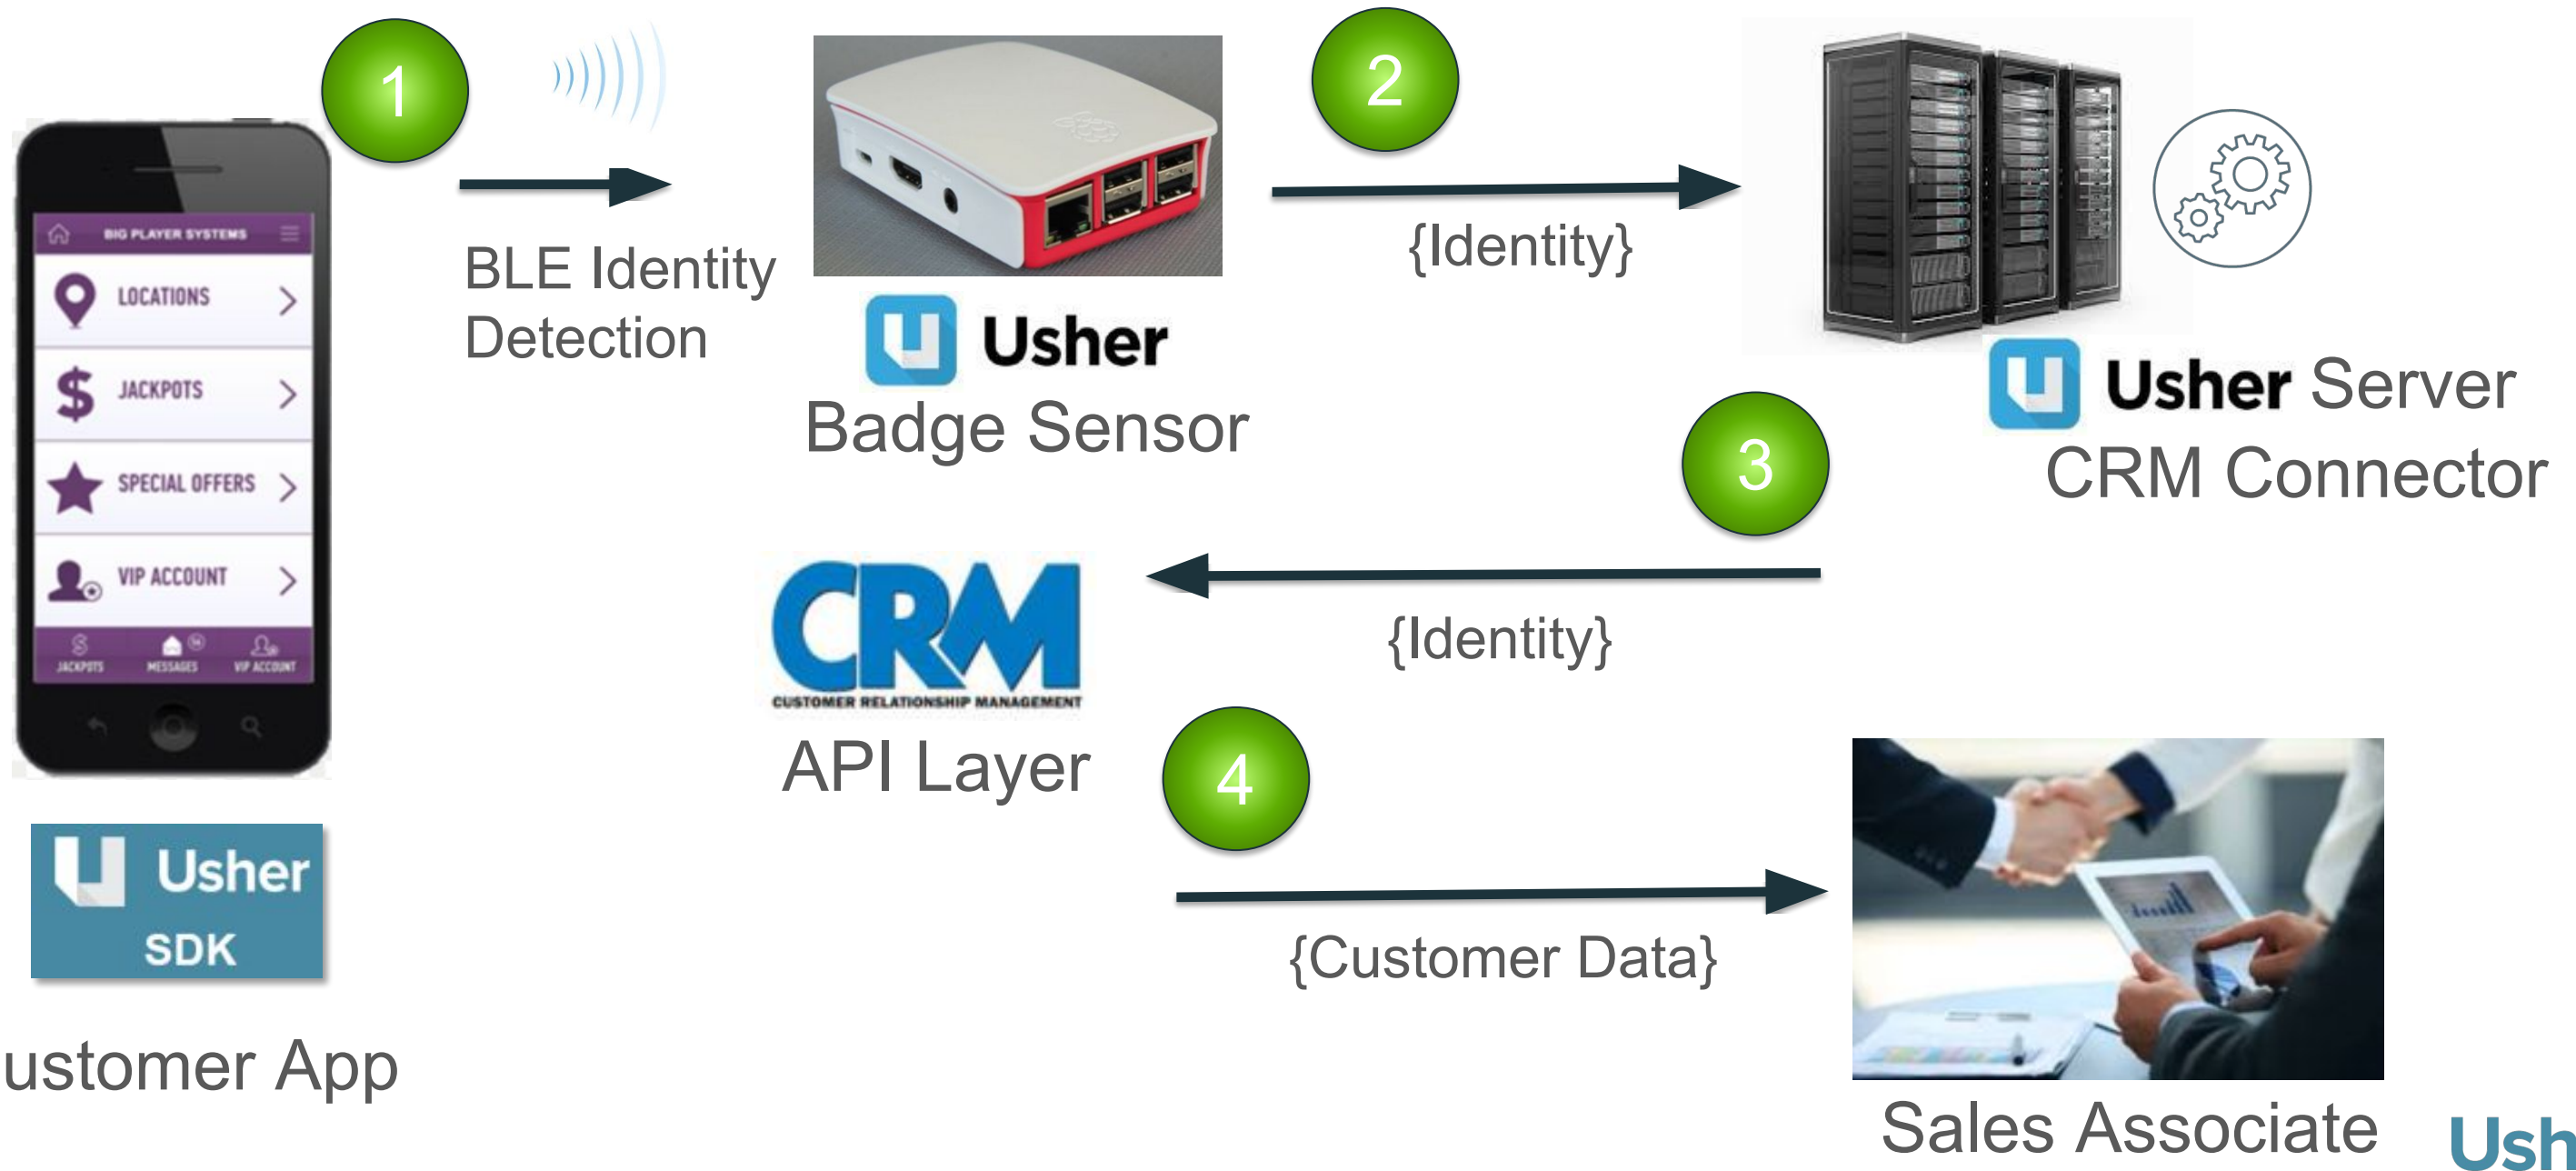 1
2
BIG PLAYER SYSTEMS
LOCATIONS
JACKPOTS
SPECIAL OFFERS
VIP ACCOUNT
JACKPOTS
MESSAGES
VIP ACCOUNT
Usher
SDK
ustomer App
BLE Identity
Detection
Usher
Badge Sensor
{Identity}
Usher Server
CRM Connector
3
{Identity}
CRM
CUSTOMER RELATIONSHIP MANAGEMENT
API Layer
4
{Customer Data}
Sales Associate
Ush